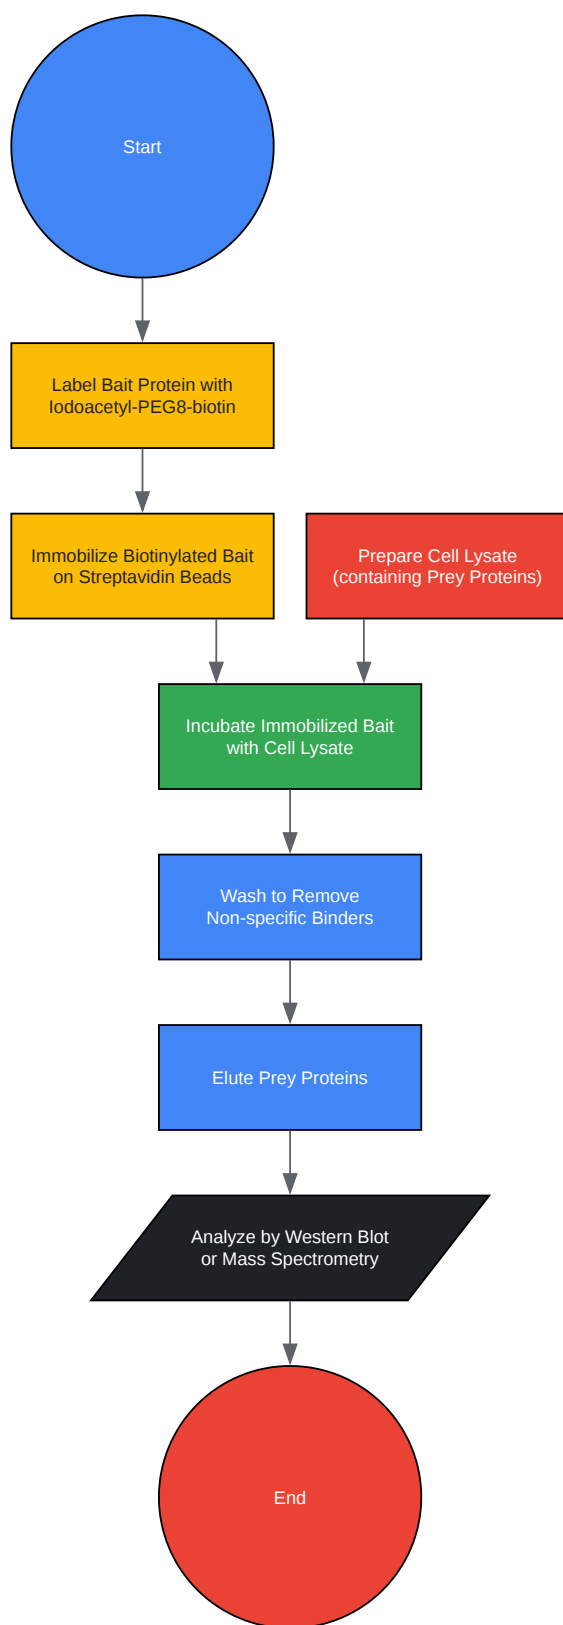 Start
Label Bait Protein with
Iodoacetyl-PEG8-biotin
Immobilize Biotinylated Bait
on Streptavidin Beads
Prepare Cell Lysate
(containing Prey Proteins)
Incubate Immobilized Bait
with Cell Lysate
Wash to Remove
Non-specific Binders
Elute Prey Proteins
Analyze by Western Blot
or Mass Spectrometry
End